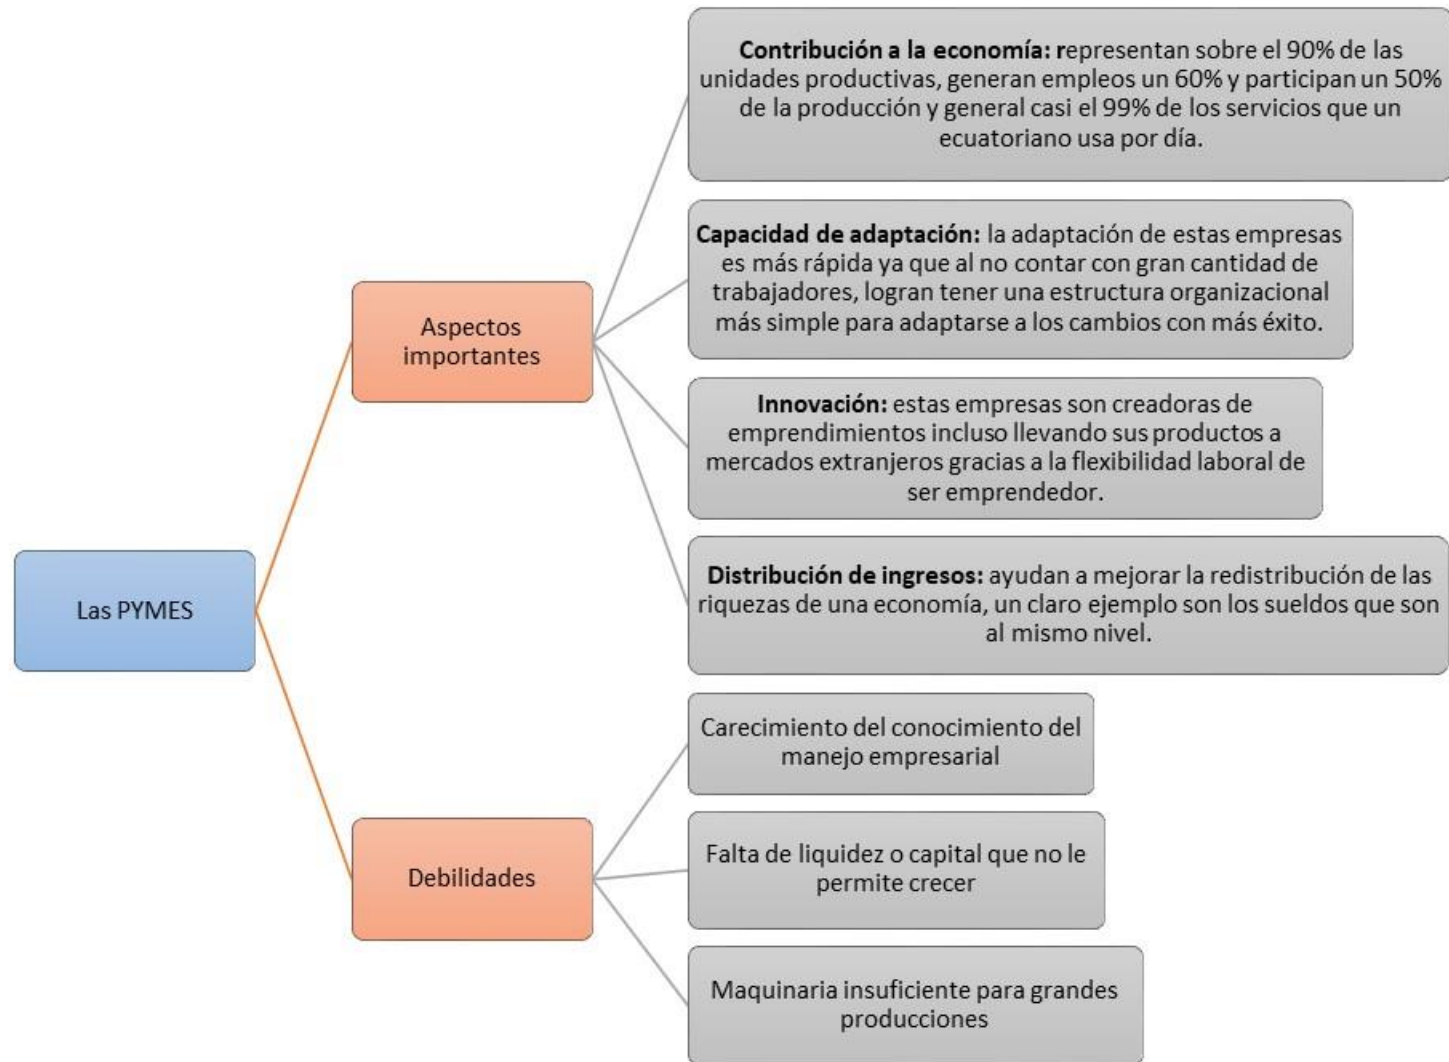 Contribución a la economía: representan sobre el 90% de las
unidades productivas, generan empleos un 60% y participan un 50%
de la producción y general casi el 99% de los servicios que un
ecuatoriano usa por día.
Capacidad de adaptación: la adaptación de estas empresas
es más rápida ya que al no contar con gran cantidad de
trabajadores, logran tener una estructura organizacional
más simple para adaptarse a los cambios con más éxito.
Aspectos
importantes
Innovación: estas empresas son creadoras de
emprendimientos incluso llevando sus productos a
mercados extranjeros gracias a la flexibilidad laboral de
ser emprendedor.
Distribución de ingresos: ayudan a mejorar la redistribución de las
riquezas de una economía, un claro ejemplo son los sueldos que son
al mismo nivel.
Las PYMES
Carecimiento del conocimiento del
manejo empresarial
Falta de liquidez o capital que no le
permite crecer
Debilidades
Maquinaria insuficiente para grandes
producciones